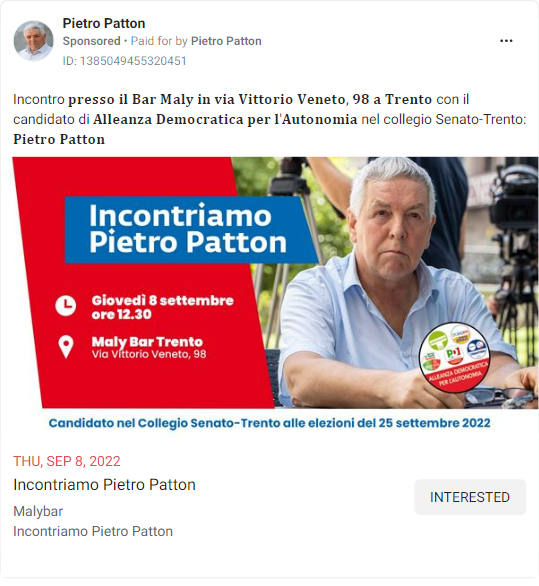 Pietro Patton
Sponsored • Paid for by Pietro Patton
ID: 1385049455320451
Incontro presso il Bar Maly in via Vittorio Veneto, 98 a Trento con il
candidato di Alleanza Democratica per l'Autonomia nel collegio Senato-Trento:
Pietro Patton
Incontriamo
Pietro Patton
Giovedì 8 settembre
ore 12.30
Maly Bar Trento
Via Vittorio Veneto, 98
PD
ALLEANZA DEMOCRATICA
PER L'AUTONOMIA
Candidato nel Collegio Senato-Trento alle elezioni del 25 settembre 2022
THU, SEP 8, 2022
Incontriamo Pietro Patton
INTERESTED
Malybar
Incontriamo Pietro Patton